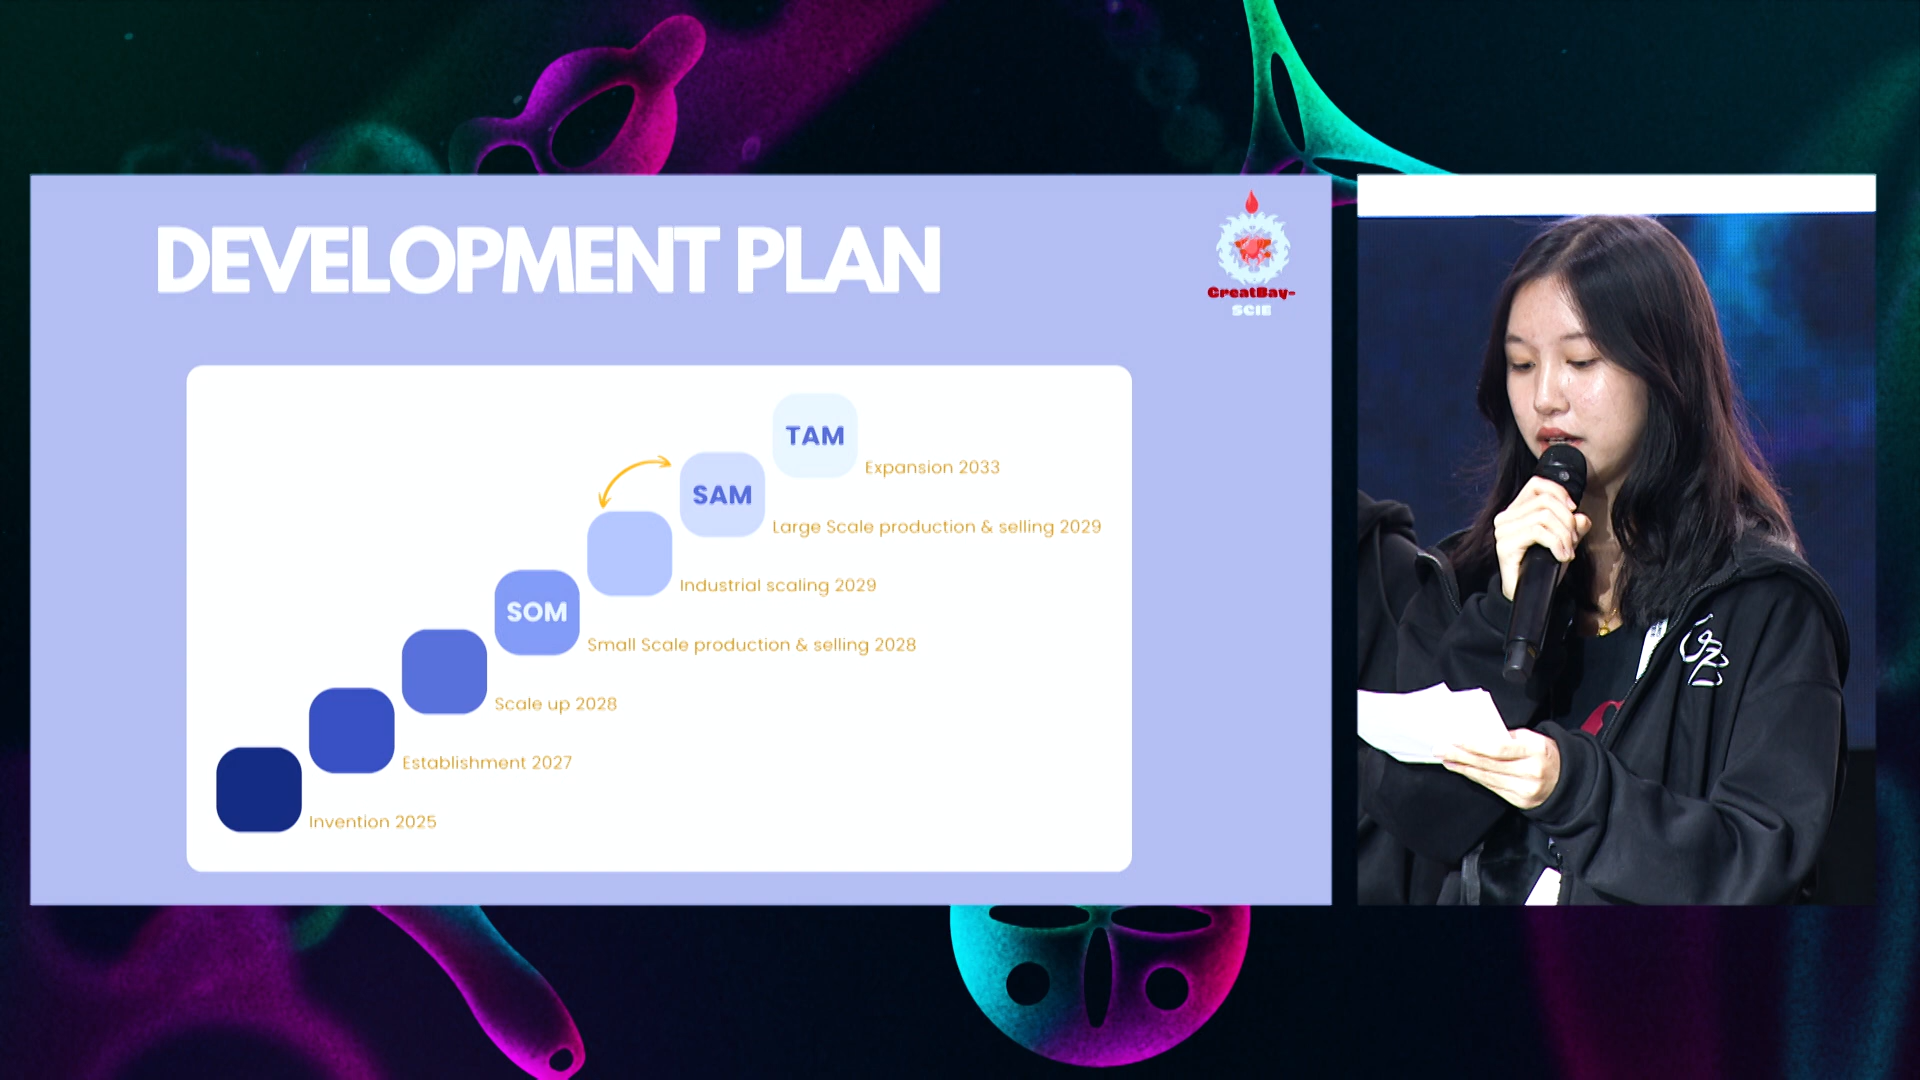 DEVELOPMENT PLAN
GreatBay-
SCIE
TAM
Expansion 2033
SAM
Large Scale production & selling 2029
Industrial scaling 2029
SOM
Small Scale production & selling 2028
Scale up 2028
Establishment 2027
Invention 2025